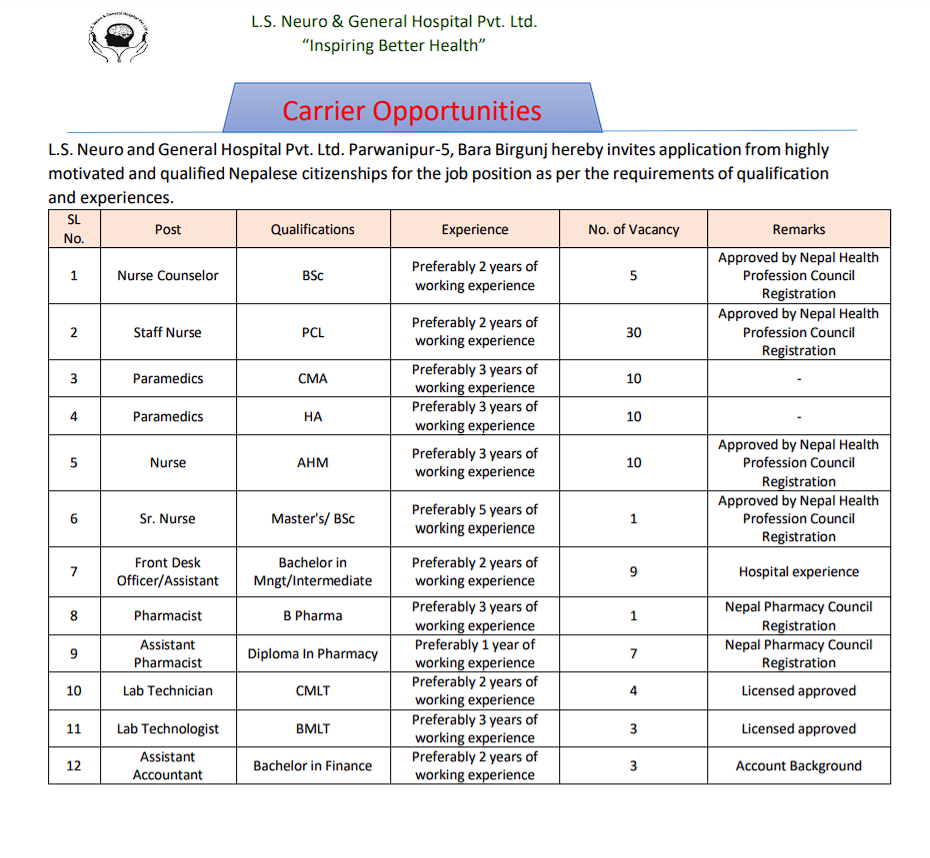 L.S. Neuro & General Hospital Pvt. Ltd.
“Inspiring Better Health”
Carrier Opportunities
L.S. Neuro and General Hospital Pvt. Ltd. Parwanipur-5, Bara Birgunj hereby invites application from highly
motivated and qualified Nepalese citizenships for the job position as per the requirements of qualification
and experiences.
SL No. Post Qualifications Experience No. of Vacancy Remarks
1 Nurse Counselor BSc Preferably 2 years of working experience 5 Approved by Nepal Health Profession Council Registration
2 Staff Nurse PCL Preferably 2 years of working experience 30 Approved by Nepal Health Profession Council Registration
3 Paramedics CMA Preferably 3 years of working experience 10 -
4 Paramedics HA Preferably 3 years of working experience 10 -
5 Nurse AHM Preferably 3 years of working experience 10 Approved by Nepal Health Profession Council Registration
6 Sr. Nurse Master's/ BSc Preferably 5 years of working experience 1 Approved by Nepal Health Profession Council Registration
7 Front Desk Officer/Assistant Bachelor in Mngt/Intermediate Preferably 2 years of working experience 9 Hospital experience
8 Pharmacist B Pharma Preferably 3 years of working experience 1 Nepal Pharmacy Council Registration
9 Assistant Pharmacist Diploma In Pharmacy Preferably 1 year of working experience 7 Nepal Pharmacy Council Registration
10 Lab Technician CMLT Preferably 2 years of working experience 4 Licensed approved
11 Lab Technologist BMLT Preferably 3 years of working experience 3 Licensed approved
12 Assistant Accountant Bachelor in Finance Preferably 2 years of working experience 3 Account Background